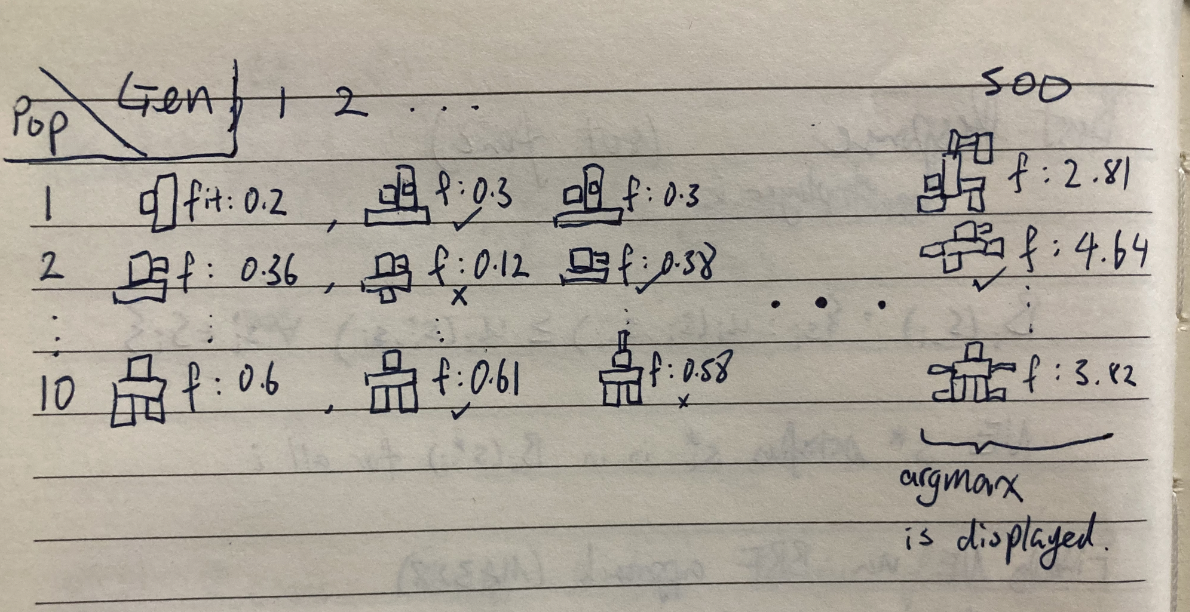 Pop Gen 1 2 ... 500
1 fit: 0.2 , f: 0.3 ✓ f: 0.3 f: 2.81
2 f: 0.36 , f: 0.12 x f: 0.38 ✓ f: 4.64 ✓
10 f: 0.6 , f: 0.61 ✓ f: 0.58 x f: 3.82
argmax
is displayed.